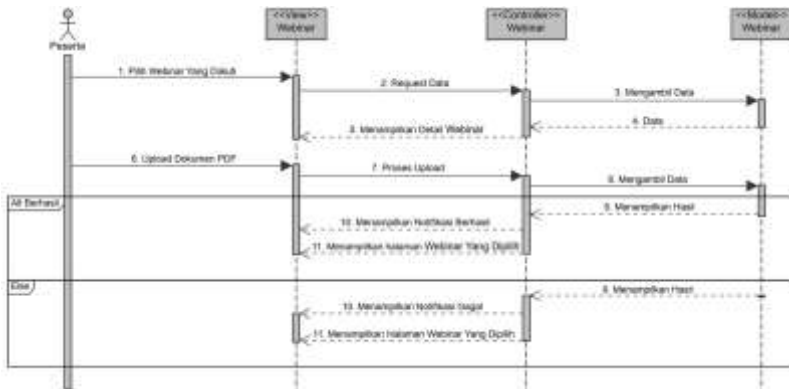 Peserta
<<View>>
Webinar
<<Controller>>
Webinar
<<Model>>
Webinar
1. Pilih Webinar Yang Diikuti
2. Request Data
3. Mengambil Data
4. Data
5. Menampilkan Detail Webinar
6. Upload Dokumen PDF
7. Proses Upload
8. Mengambil Data
Alt Berhasil
9. Menampilkan Hasil
10. Menampilkan Notifikasi Berhasil
11. Menampilkan halaman Webinar Yang Dipilih
Else
9. Menampilkan Hasil
10. Menampilkan Notifikasi Gagal
11. Menampilkan Halaman Webinar Yang Dipilih